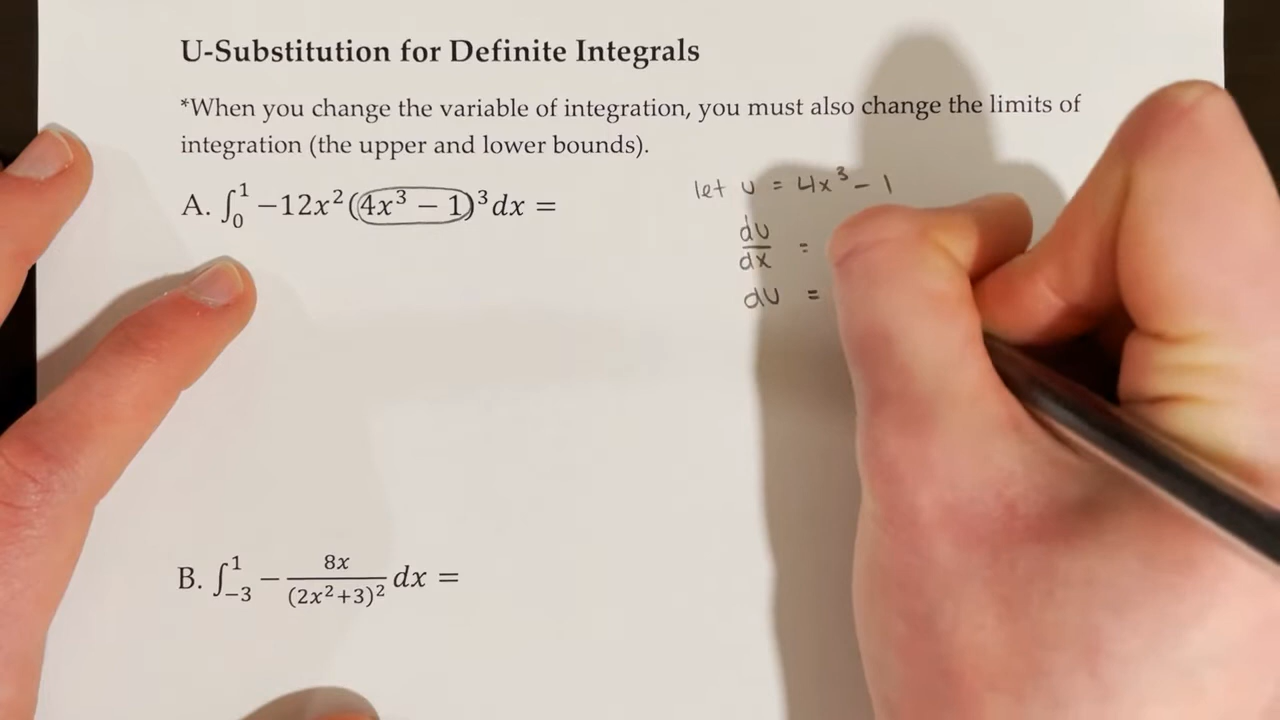 U-Substitution for Definite Integrals
*When you change the variable of integration, you must also change the limits of
integration (the upper and lower bounds).
let u = 4x³ − 1
A. ∫₀¹ −12x²(4x³ − 1)³dx =
du/dx =
du =
B. ∫₋₃¹ − 8x/(2x²+3)² dx =